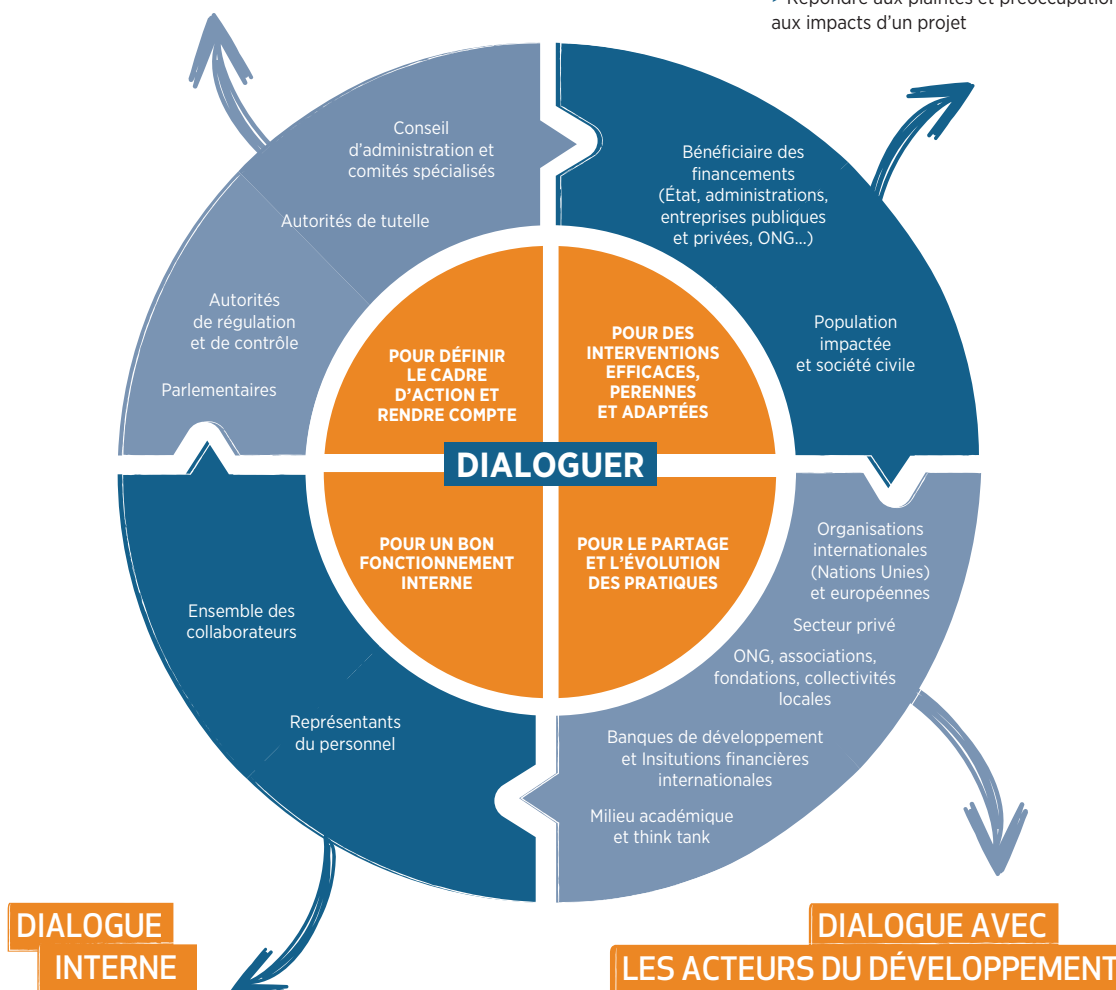 Répondre aux plaintes et préoccupation
aux impacts d'un projet
Conseil
d'administration et
comités spécialisés
Autorités de tutelle
Autorités
de régulation
et de contrôle
Parlementaires
Bénéficiaire des
financements
(État, administrations,
entreprises publiques
et privées, ONG...)
Population
impactée
et société civile
POUR DÉFINIR
LE CADRE
D'ACTION ET
RENDRE COMPTE
POUR DES
INTERVENTIONS
EFFICACES,
PERENNES
ET ADAPTÉES
DIALOGUER
POUR UN BON
FONCTIONNEMENT
INTERNE
POUR LE PARTAGE
ET L'ÉVOLUTION
DES PRATIQUES
Ensemble des
collaborateurs
Représentants
du personnel
Organisations
internationales
(Nations Unies)
et européennes
Secteur privé
ONG, associations,
fondations, collectivités
locales
Banques de développement
et Insitutions financières
internationales
Milieu académique
et think tank
DIALOGUE
INTERNE
DIALOGUE AVEC
LES ACTEURS DU DÉVELOPPEMENT